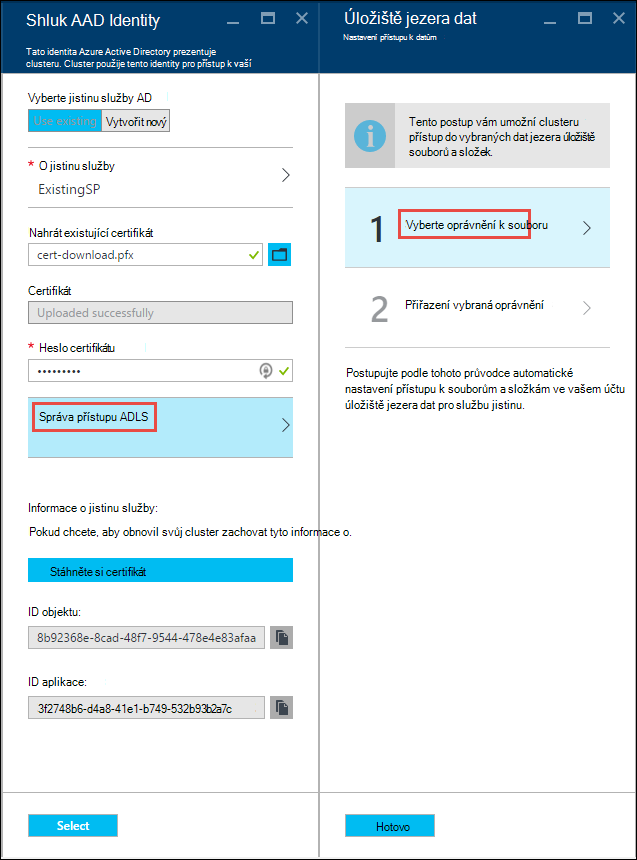 Shluk AAD Identity
Tato identita Azure Active Directory prezentuje
clusteru. Cluster použije tento identity pro přístup k vaší
Vyberte jistinu služby AD
Use existing
Vytvořit nový
* O jistinu služby
ExistingSP
Nahrát existující certifikát
cert-download.pfx
Certifikát
Uploaded successfully
* Heslo certifikátu
•••••••••
Správa přístupu ADLS
Informace o jistinu služby:
Pokud chcete, aby obnovil svůj cluster zachovat tyto informace o.
Stáhněte si certifikát
ID objektu:
8b92368e-8cad-48f7-9544-478e4e83afaa
ID aplikace:
3f2748b6-d4a8-41e1-b749-532b93b2a7c
Select
Úložiště jezera dat
Nastavení přístupu k datům
Tento postup vám umožní clusteru
přístup do vybraných dat jezera úložiště
souborů a složek.
1
Vyberte oprávnění k souboru
2
Přiřazení vybraná oprávnění
Postupujte podle tohoto průvodce automatické
nastavení přístupu k souborům a složkám ve vašem účtu
úložiště jezera dat pro službu jistinu.
Hotovo